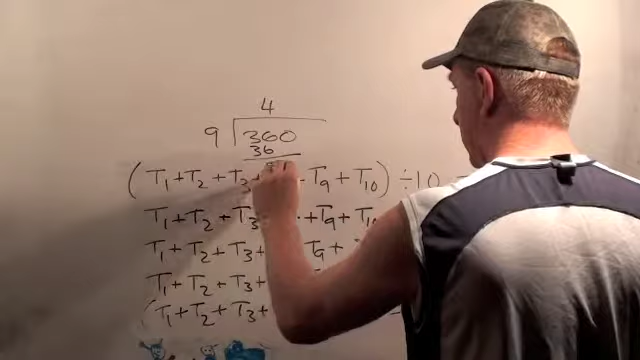 4
9 360
36
(T₁+T₂+T₃ T₉+T₁₀)÷10
T₁+T₂+T₃ +T₉+T₁₀
T₁+T₂+T₃+ T₉+
T₁+T₂+T₃+
(T₁+T₂+T₃+